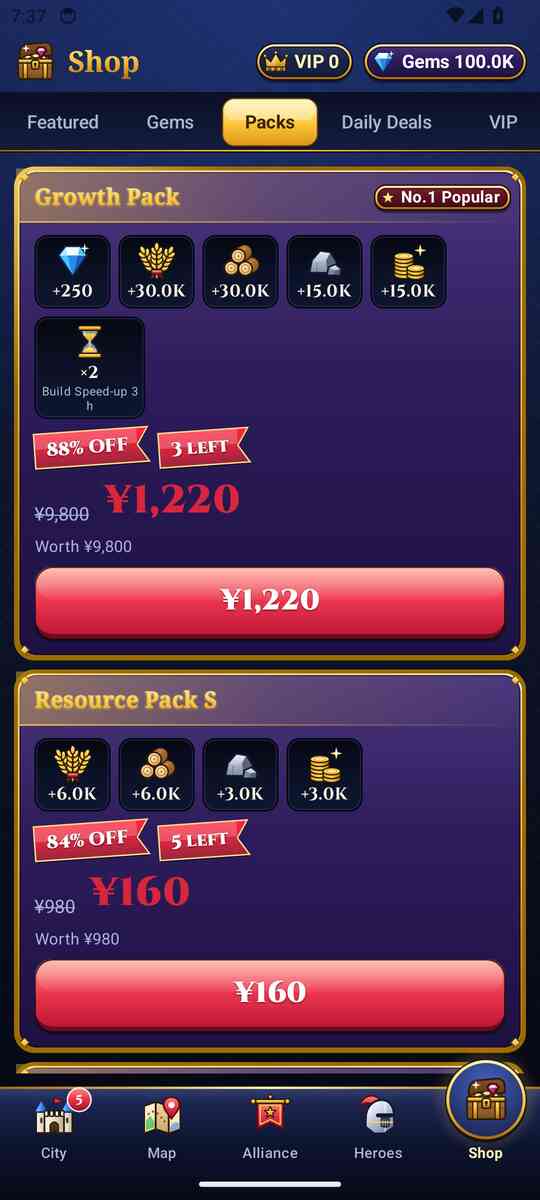 7:37
Shop
VIP 0
Gems 100.0K
Featured
Gems
Packs
Daily Deals
VIP
Growth Pack
No.1 Popular
+250
+30.0K
+30.0K
+15.0K
+15.0K
×2
Build Speed-up 3
h
88% OFF
3 LEFT
¥9,800
¥1,220
Worth ¥9,800
¥1,220
Resource Pack S
+6.0K
+6.0K
+3.0K
+3.0K
84% OFF
5 LEFT
¥980
¥160
Worth ¥980
¥160
5
City
Map
Alliance
Heroes
Shop